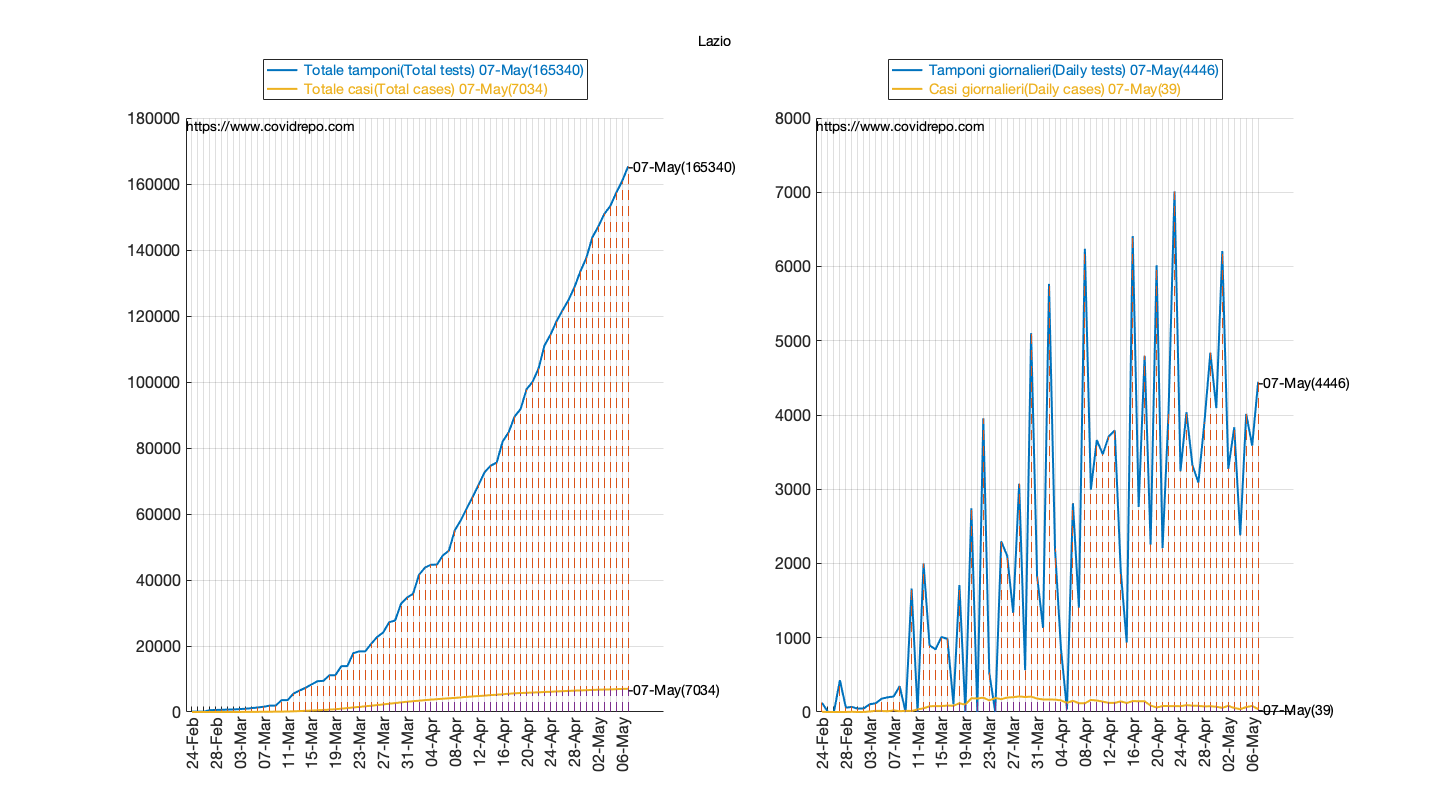 Lazio
Totale tamponi(Total tests) 07-May(165340)
Totale casi(Total cases) 07-May(7034)
180000
160000
140000
120000
100000
80000
60000
40000
20000
0
https://www.covidrepo.com
07-May(165340)
07-May(7034)
24-Feb
28-Feb
03-Mar
07-Mar
11-Mar
15-Mar
19-Mar
23-Mar
27-Mar
31-Mar
04-Apr
08-Apr
12-Apr
16-Apr
20-Apr
24-Apr
28-Apr
02-May
06-May
Tamponi giornalieri(Daily tests) 07-May(4446)
Casi giornalieri(Daily cases) 07-May(39)
8000
7000
6000
5000
4000
3000
2000
1000
0
https://www.covidrepo.com
07-May(4446)
07-May(39)
24-Feb
28-Feb
03-Mar
07-Mar
11-Mar
15-Mar
19-Mar
23-Mar
27-Mar
31-Mar
04-Apr
08-Apr
12-Apr
16-Apr
20-Apr
24-Apr
28-Apr
02-May
06-May